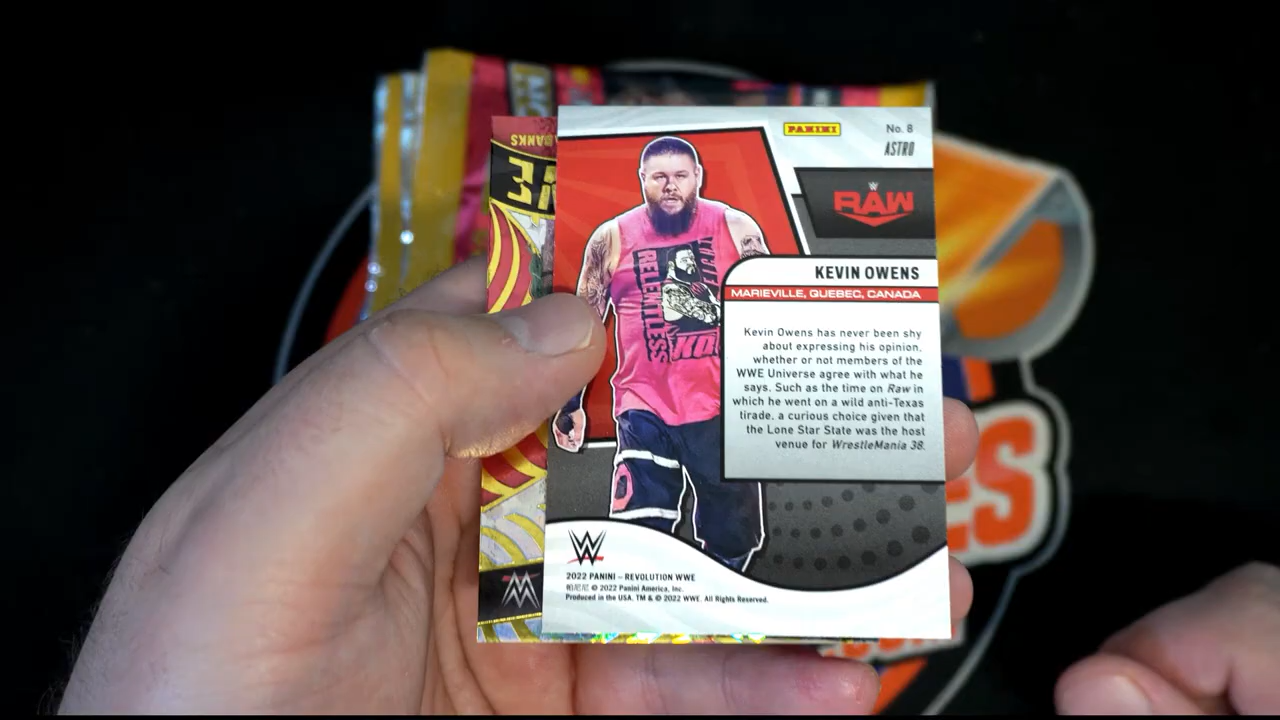 PANINI
No. 8
ASTRO
BANKS
RAW
KEVIN OWENS
MARIEVILLE, QUEBEC, CANADA
RELENTLESS
KO
Kevin Owens has never been shy
about expressing his opinion,
whether or not members of the
WWE Universe agree with what he
says. Such as the time on Raw in
which he went on a wild anti-Texas
tirade, a curious choice given that
the Lone Star State was the host
venue for WrestleMania 38.
W
2022 PANINI – REVOLUTION WWE
© 2022 Panini America, Inc.
Produced in the USA. TM & © 2022 WWE. All Rights Reserved.